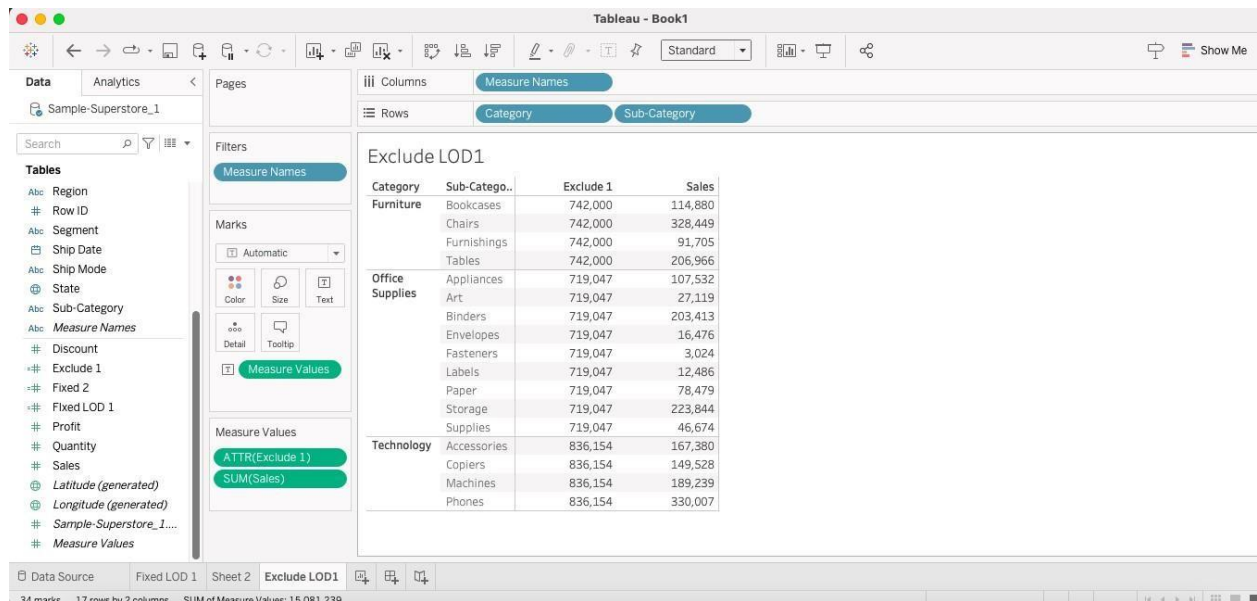 Tableau - Book1
Standard
Show Me
Data Analytics
Pages
Columns Measure Names
Sample-Superstore_1
Rows Category Sub-Category
Search
Filters
Measure Names
Exclude LOD1
Tables
Abc Region
# Row ID
Abc Segment
Ship Date
Abc Ship Mode
State
Abc Sub-Category
Abc Measure Names
# Discount
=# Exclude 1
=# Fixed 2
=# FIxed LOD 1
# Profit
# Quantity
# Sales
Latitude (generated)
Longitude (generated)
# Sample-Superstore_1....
# Measure Values
Marks
T Automatic
Color Size Text
Detail Tooltip
T Measure Values
Measure Values
ATTR(Exclude 1)
SUM(Sales)
Category Sub-Catego.. Exclude 1 Sales
Furniture Bookcases 742,000 114,880
Chairs 742,000 328,449
Furnishings 742,000 91,705
Tables 742,000 206,966
Office Supplies Appliances 719,047 107,532
Art 719,047 27,119
Binders 719,047 203,413
Envelopes 719,047 16,476
Fasteners 719,047 3,024
Labels 719,047 12,486
Paper 719,047 78,479
Storage 719,047 223,844
Supplies 719,047 46,674
Technology Accessories 836,154 167,380
Copiers 836,154 149,528
Machines 836,154 189,239
Phones 836,154 330,007
Data Source Fixed LOD 1 Sheet 2 Exclude LOD1
34 marks 17 rows by 2 columns SUM of Measure Values: 15,081,239